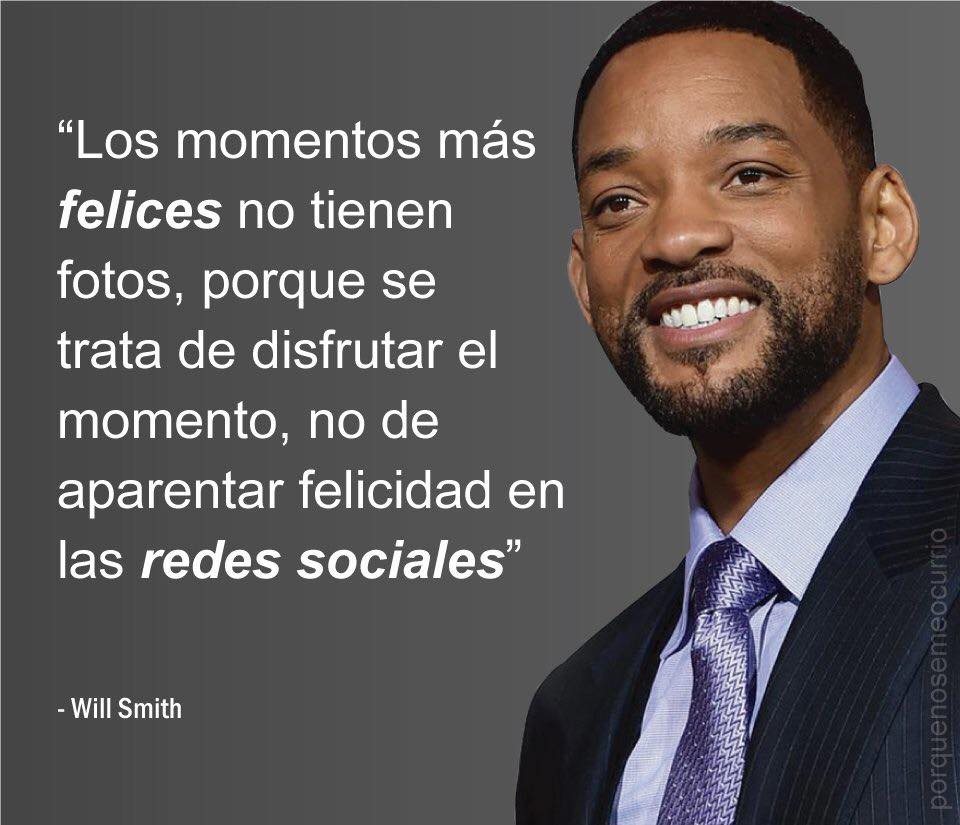 “Los momentos más
felices no tienen
fotos, porque se
trata de disfrutar el
momento, no de
aparentar felicidad en
las redes sociales”
- Will Smith
porquenosemeocurrio